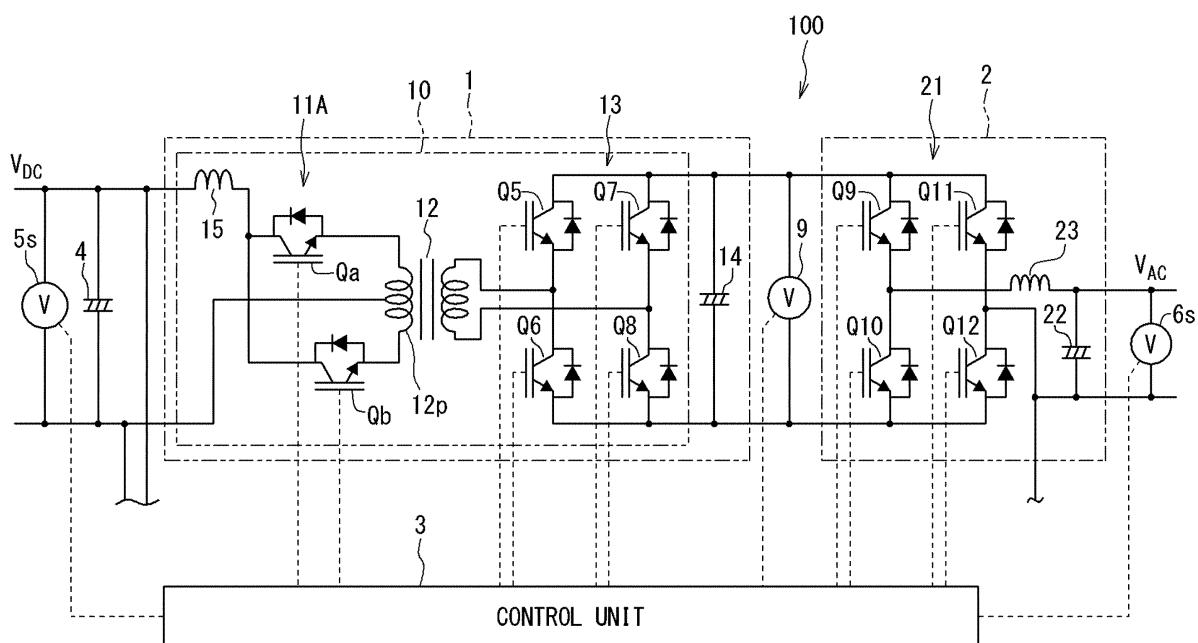 100
1
10
2
11A
13
21
V_DC
15
Q5
Q7
Q9
Q11
5s
4
12
9
23
V
Qa
14
V
V_AC
6s
Q6
Q8
Q10
Q12
22
V
12p
Qb
3
CONTROL UNIT